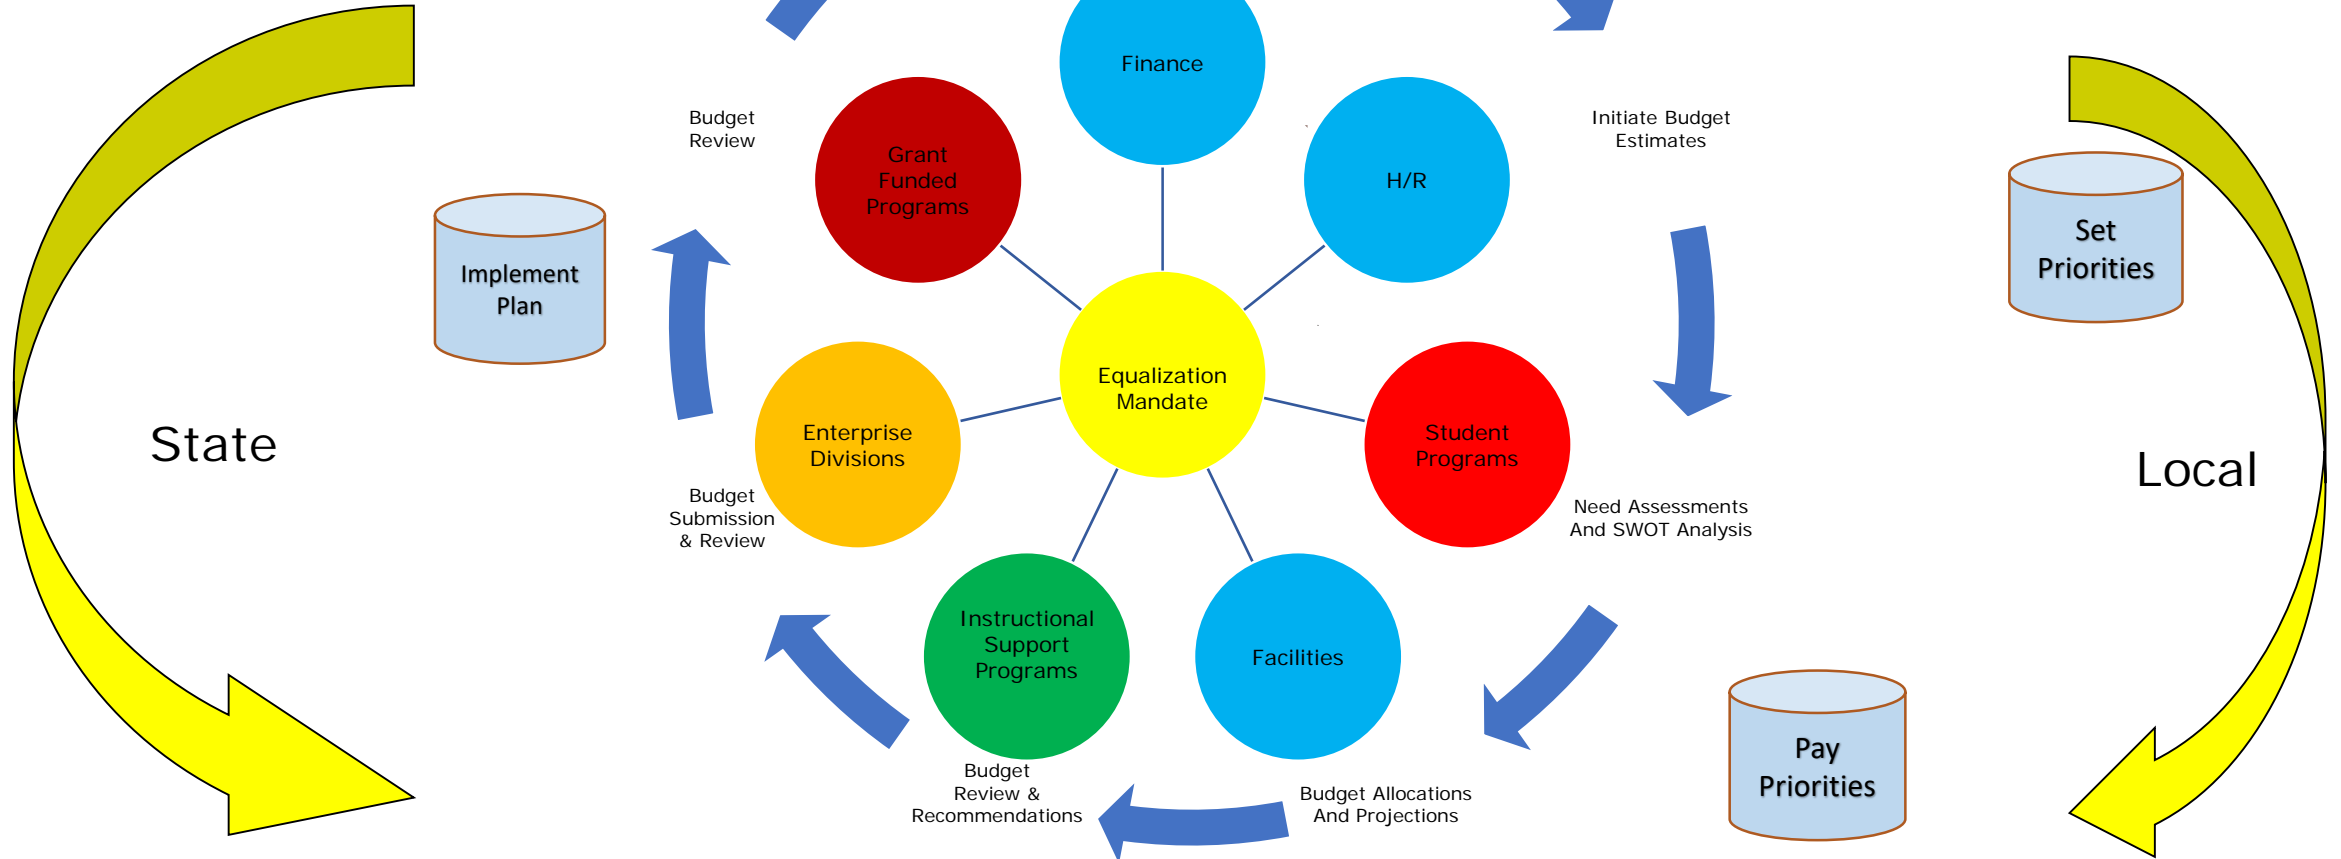 Finance
Budget
Review
Initiate Budget
Estimates
Grant
Funded
Programs
H/R
Set
Priorities
Implement
Plan
Equalization
Mandate
State
Enterprise
Divisions
Student
Programs
Local
Budget
Submission
& Review
Need Assessments
And SWOT Analysis
Instructional
Support
Programs
Facilities
Pay
Priorities
Budget
Review &
Recommendations
Budget Allocations
And Projections